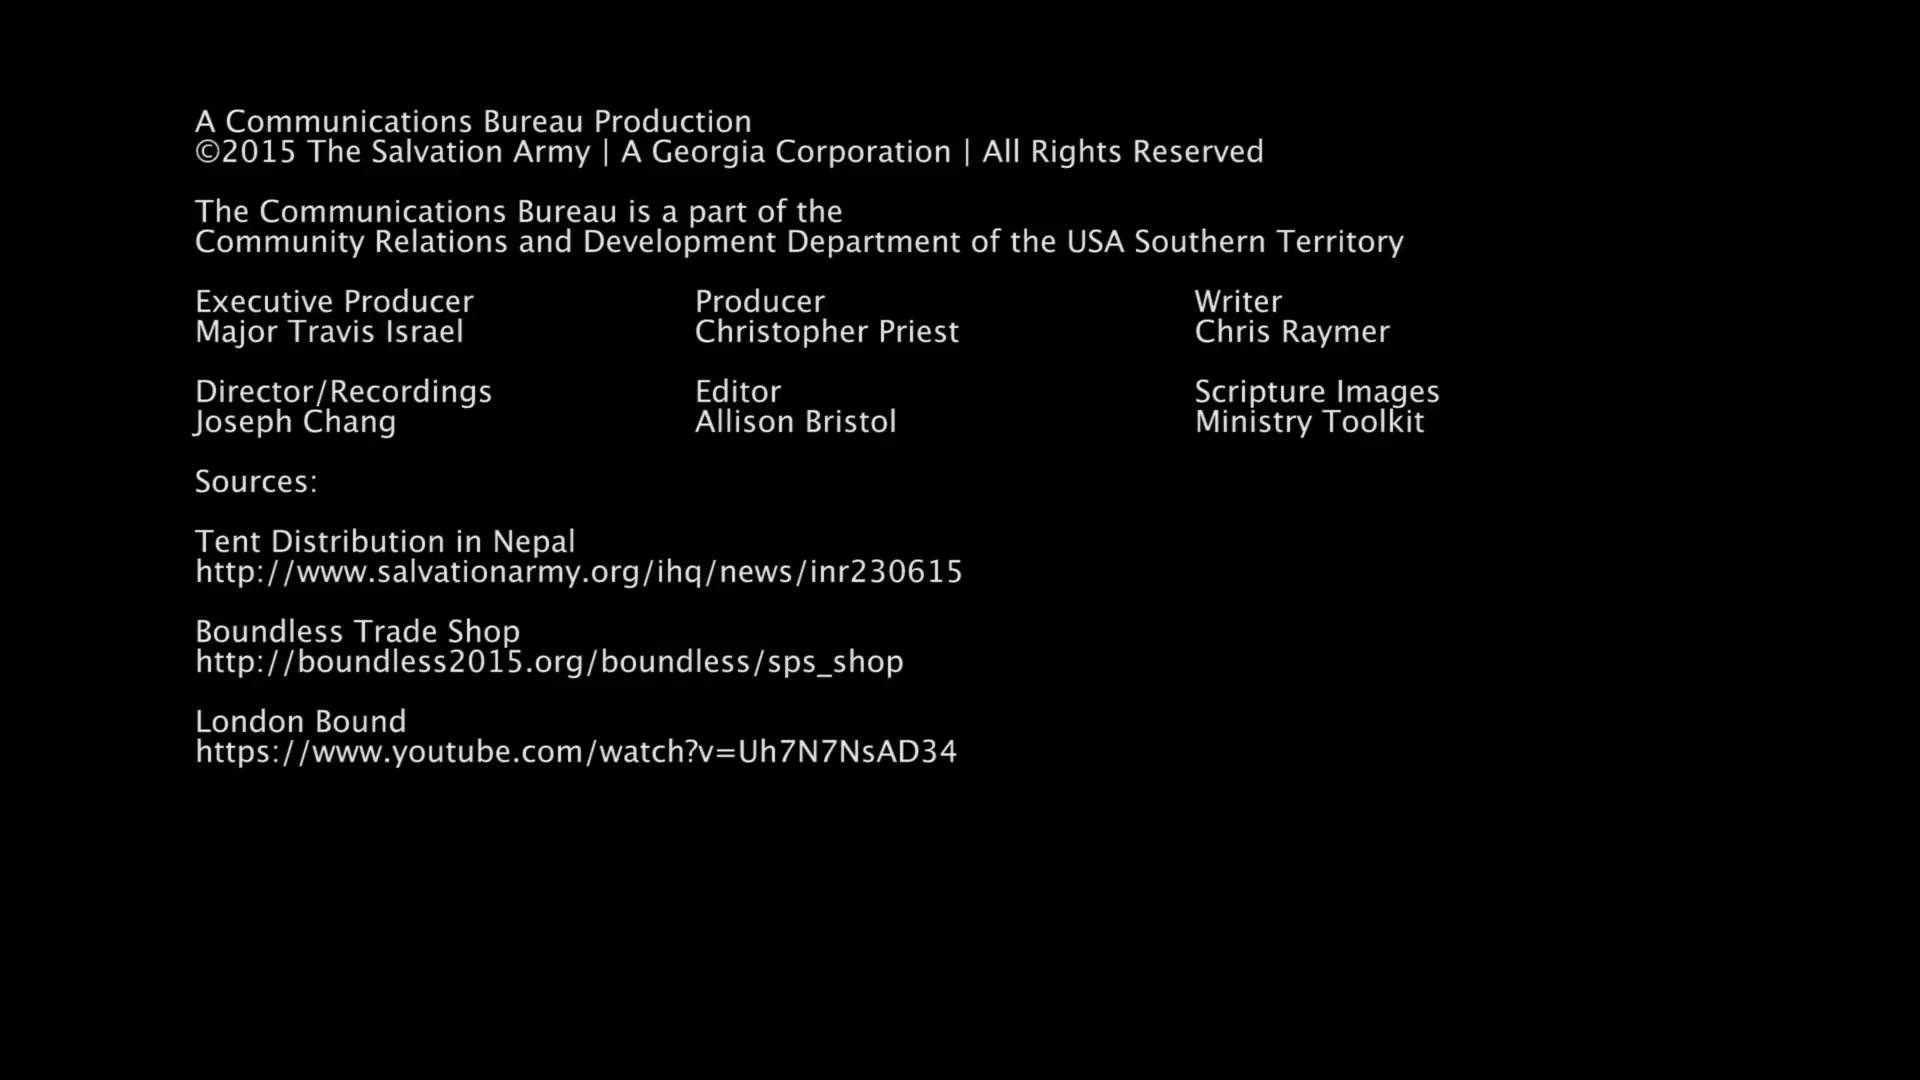 A Communications Bureau Production
©2015 The Salvation Army | A Georgia Corporation | All Rights Reserved
The Communications Bureau is a part of the
Community Relations and Development Department of the USA Southern Territory
Executive Producer
Major Travis Israel
Producer
Christopher Priest
Writer
Chris Raymer
Director/Recordings
Joseph Chang
Editor
Allison Bristol
Scripture Images
Ministry Toolkit
Sources:
Tent Distribution in Nepal
http://www.salvationarmy.org/ihq/news/inr230615
Boundless Trade Shop
http://boundless2015.org/boundless/sps_shop
London Bound
https://www.youtube.com/watch?v=Uh7N7NsAD34